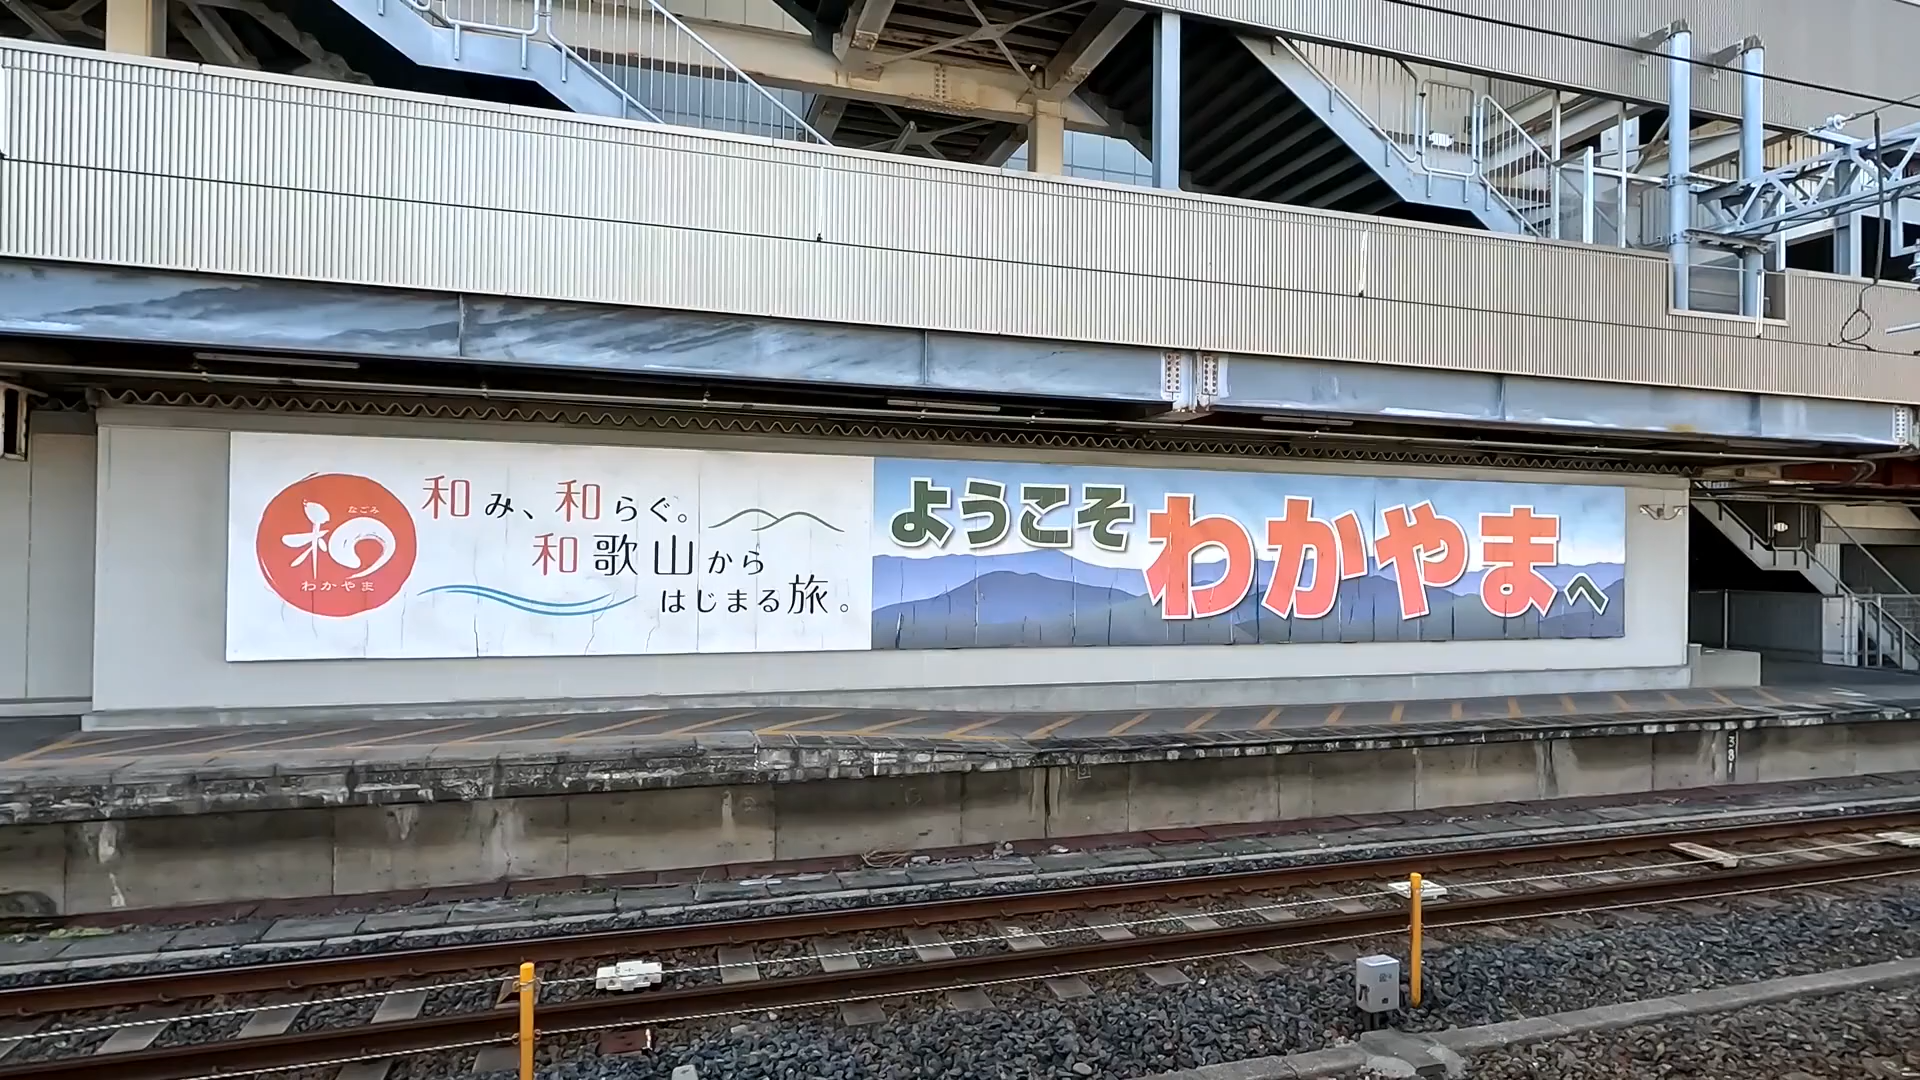 和
なごみ
わかやま
和み、和らぐ。
和歌山から
はじまる旅。
ようこそわかやまへ
381